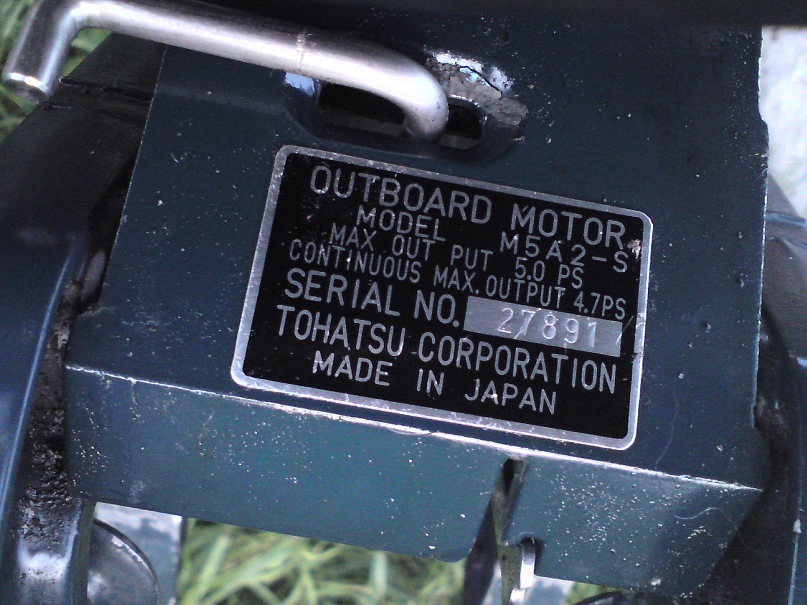 OUTBOARD MOTOR
MODEL M5A2-S
MAX OUT PUT 5.0 PS
CONTINUOUS MAX. OUTPUT 4.7PS
SERIAL NO. 27891
TOHATSU CORPORATION
MADE IN JAPAN